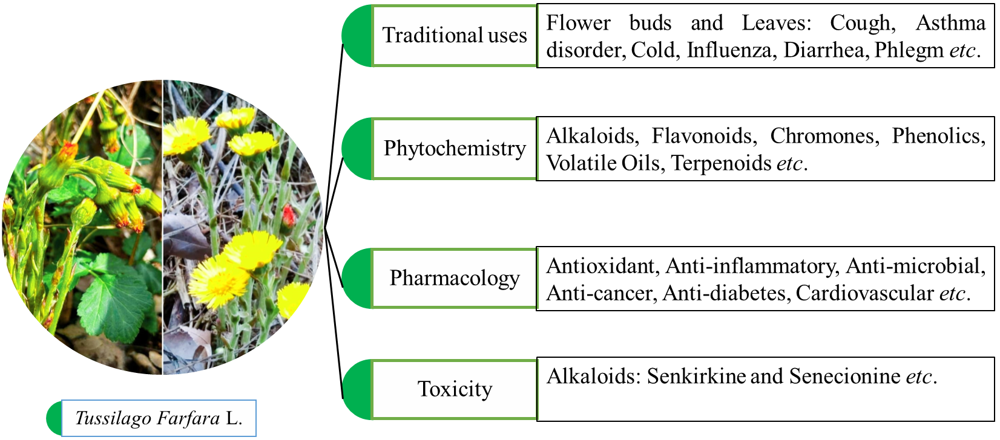 Traditional uses
Flower buds and Leaves: Cough, Asthma
disorder, Cold, Influenza, Diarrhea, Phlegm etc.
Phytochemistry
Alkaloids, Flavonoids, Chromones, Phenolics,
Volatile Oils, Terpenoids etc.
Pharmacology
Antioxidant, Anti-inflammatory, Anti-microbial,
Anti-cancer, Anti-diabetes, Cardiovascular etc.
Toxicity
Alkaloids: Senkirkine and Senecionine etc.
Tussilago Farfara L.